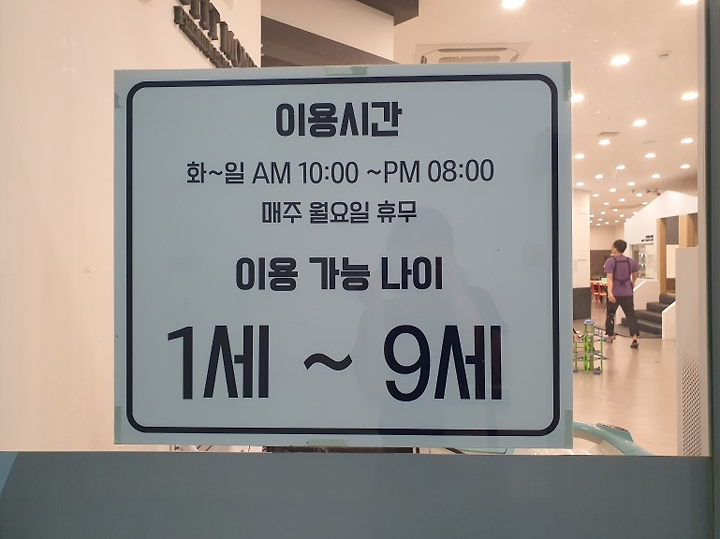 이용시간
화~일 AM 10:00 ~PM 08:00
매주 월요일 휴무
이용 가능 나이
1세 ~ 9세